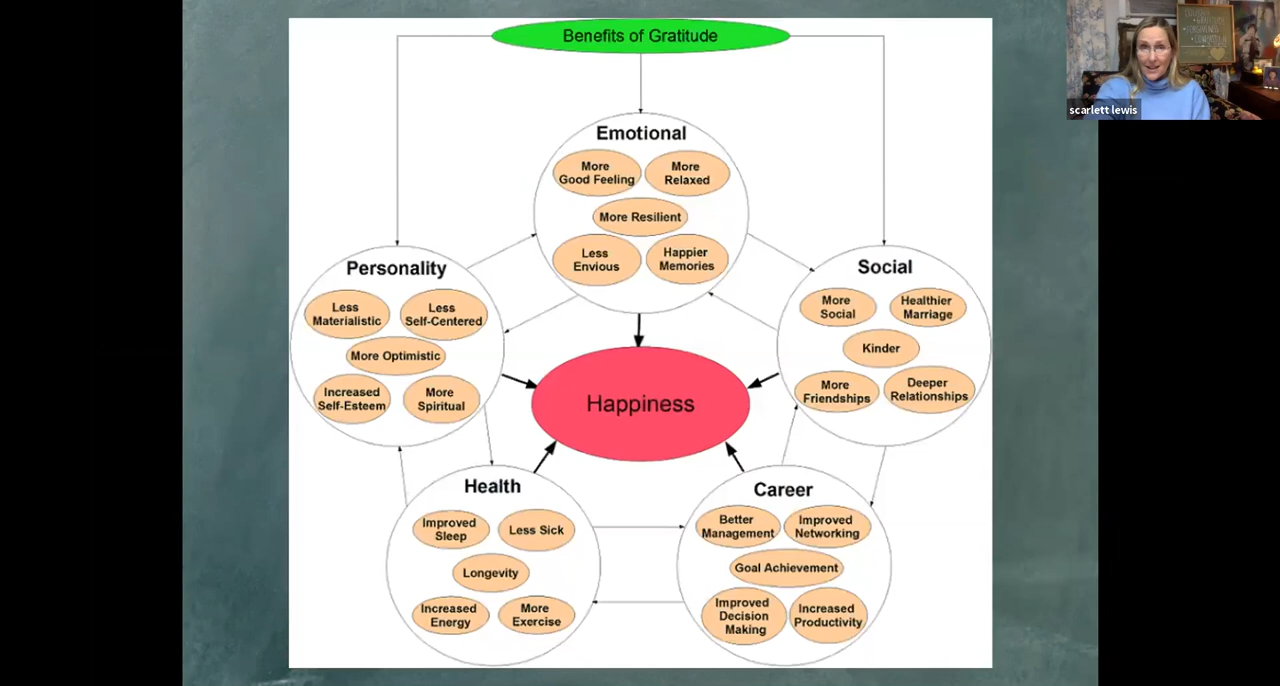 Benefits of Gratitude
scarlett lewis
Emotional
More
Good Feeling
More
Relaxed
More Resilient
Less
Envious
Happier
Memories
Personality
Less
Materialistic
Less
Self-Centered
More Optimistic
Increased
Self-Esteem
More
Spiritual
Social
More
Social
Healthier
Marriage
Kinder
More
Friendships
Deeper
Relationships
Happiness
Health
Improved
Sleep
Less Sick
Longevity
Increased
Energy
More
Exercise
Career
Better
Management
Improved
Networking
Goal Achievement
Improved
Decision
Making
Increased
Productivity